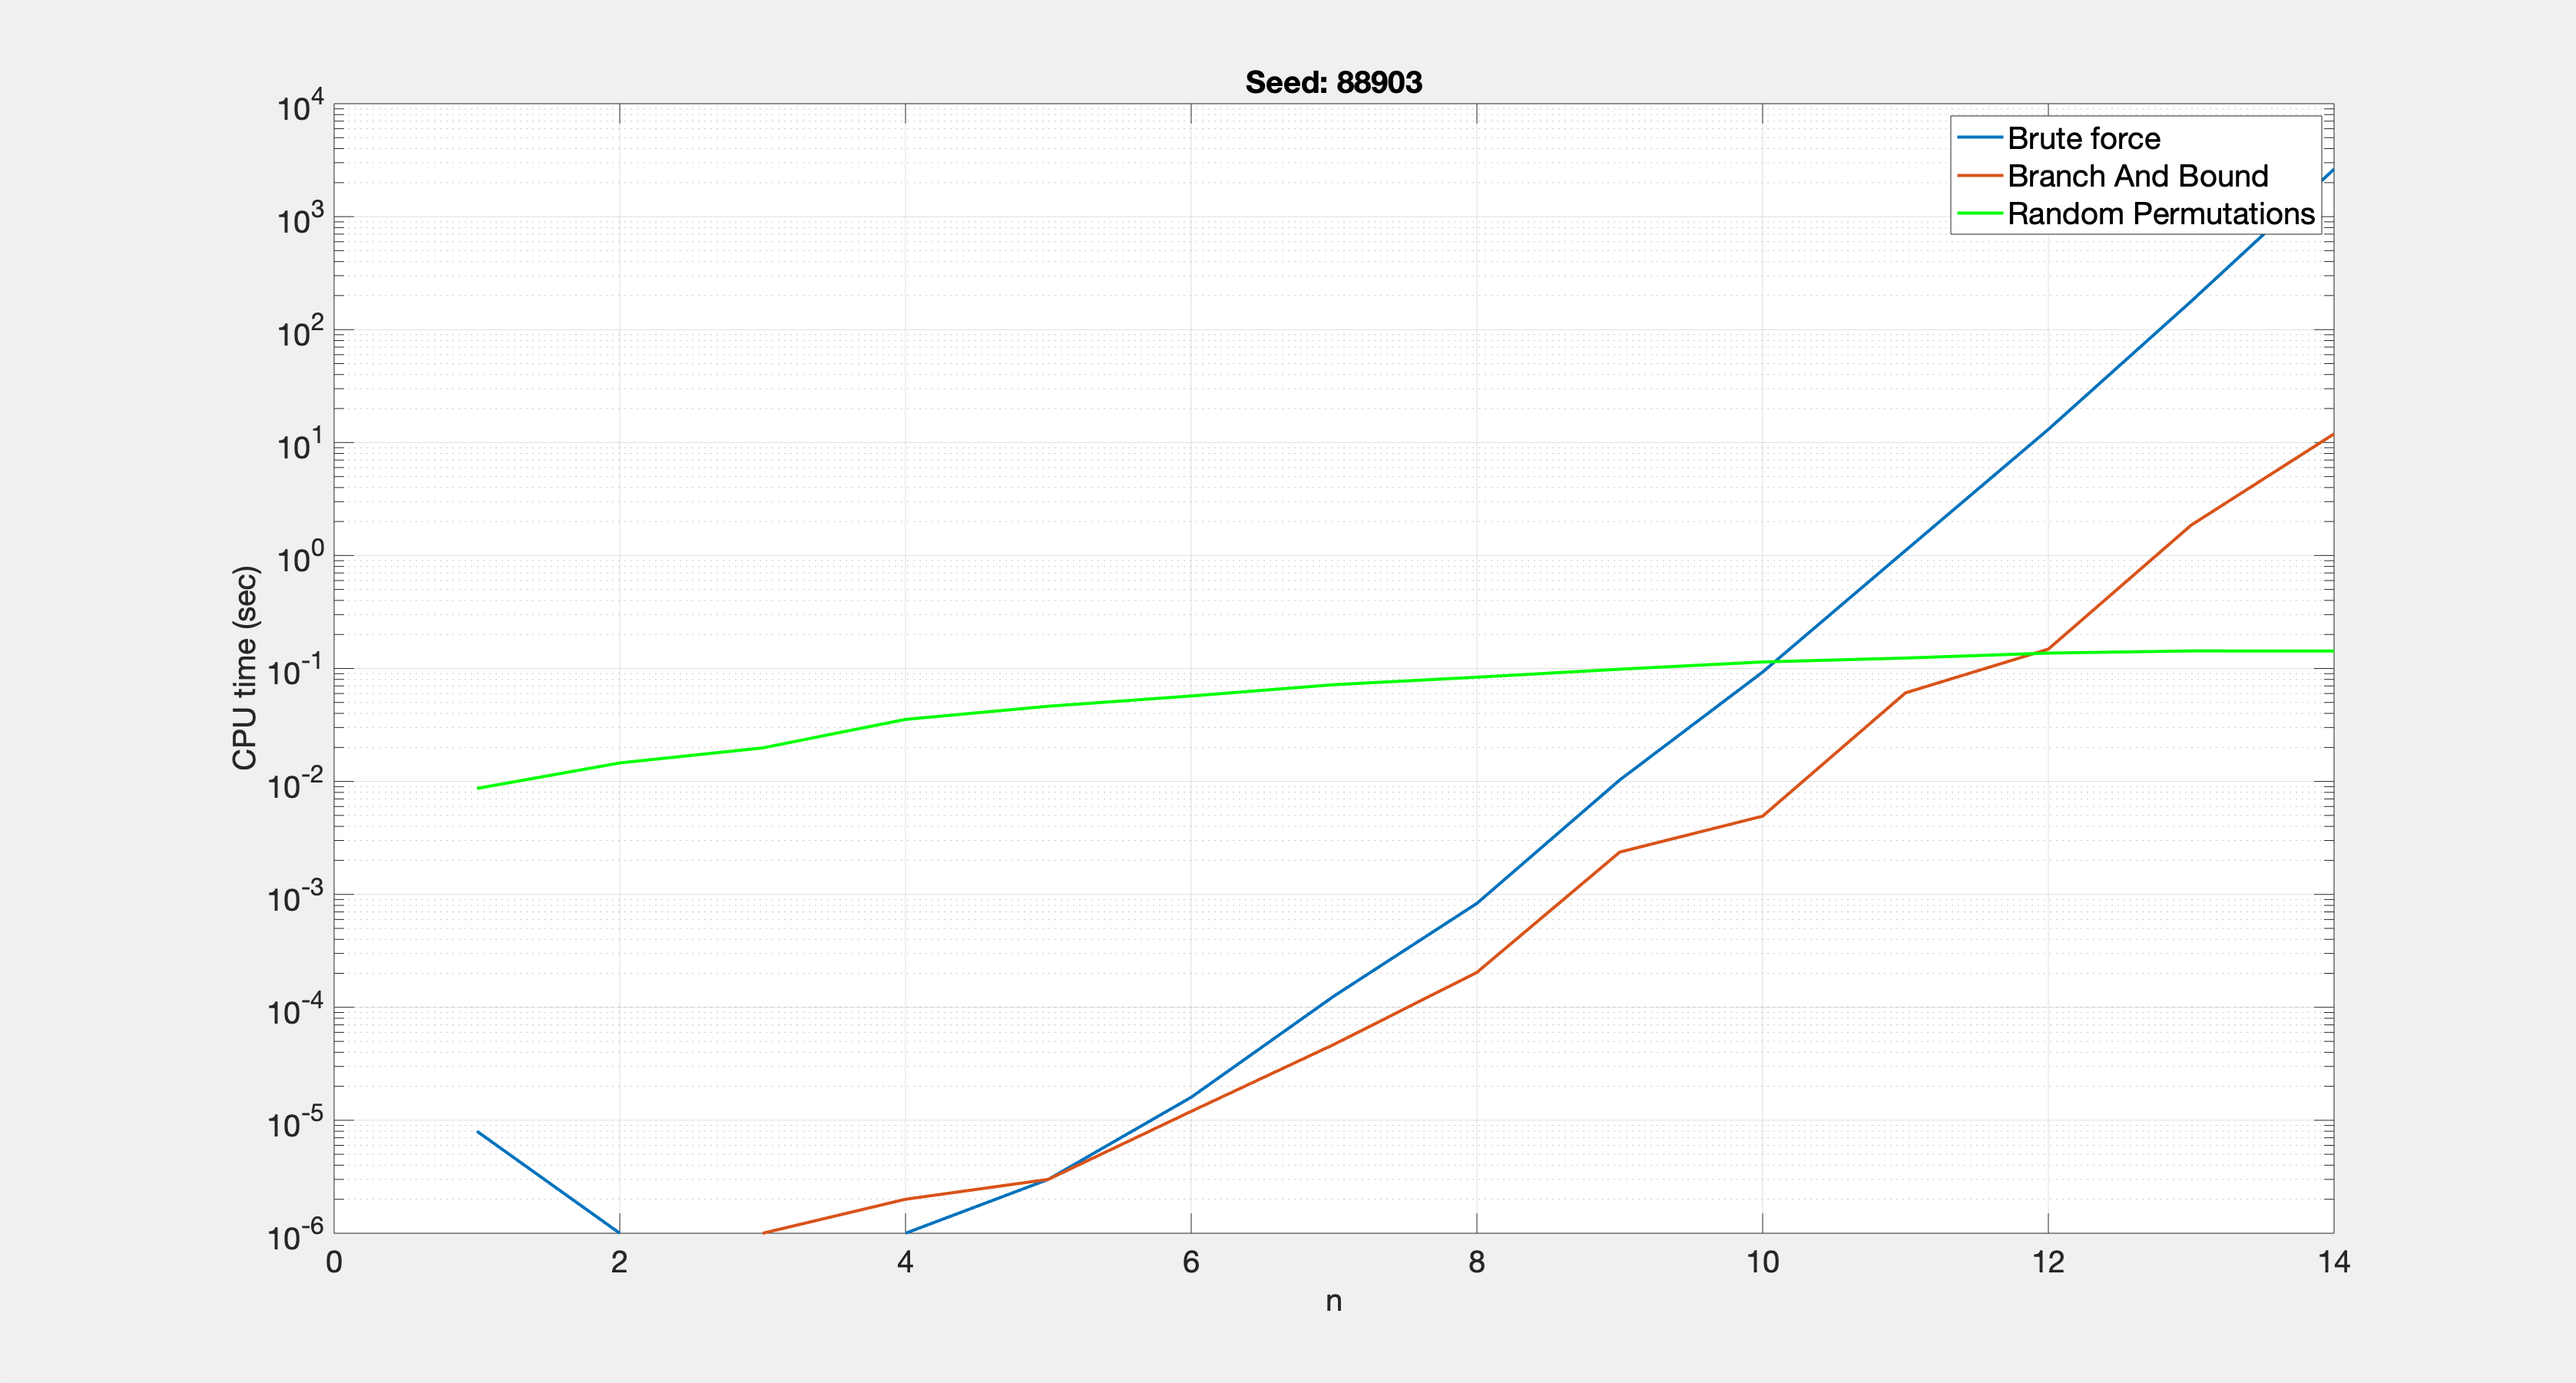 Seed: 88903
10^4
10^3
10^2
10^1
10^0
10^-1
10^-2
10^-3
10^-4
10^-5
10^-6
CPU time (sec)
Brute force
Branch And Bound
Random Permutations
0 2 4 6 8 10 12 14
n